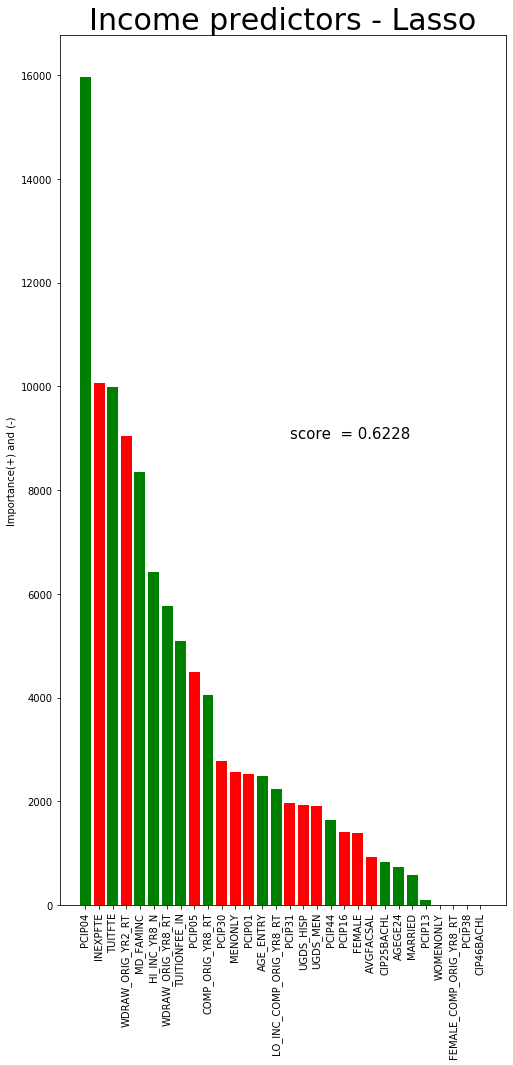 Income predictors - Lasso
16000
14000
12000
10000
8000
6000
4000
2000
0
Importance(+) and (-)
score  = 0.6228
PCIP04
INEXPFTE
TUITFTE
WDRAW_ORIG_YR2_RT
MD_FAMINC
HI_INC_YR8_N
WDRAW_ORIG_YR8_RT
TUITIONFEE_IN
PCIP05
COMP_ORIG_YR8_RT
PCIP30
MENONLY
PCIP01
AGE_ENTRY
LO_INC_COMP_ORIG_YR8_RT
PCIP31
UGDS_HISP
UGDS_MEN
PCIP44
PCIP16
FEMALE
AVGFACSAL
CIP25BACHL
AGEGE24
MARRIED
PCIP13
WOMENONLY
FEMALE_COMP_ORIG_YR8_RT
PCIP38
CIP46BACHL